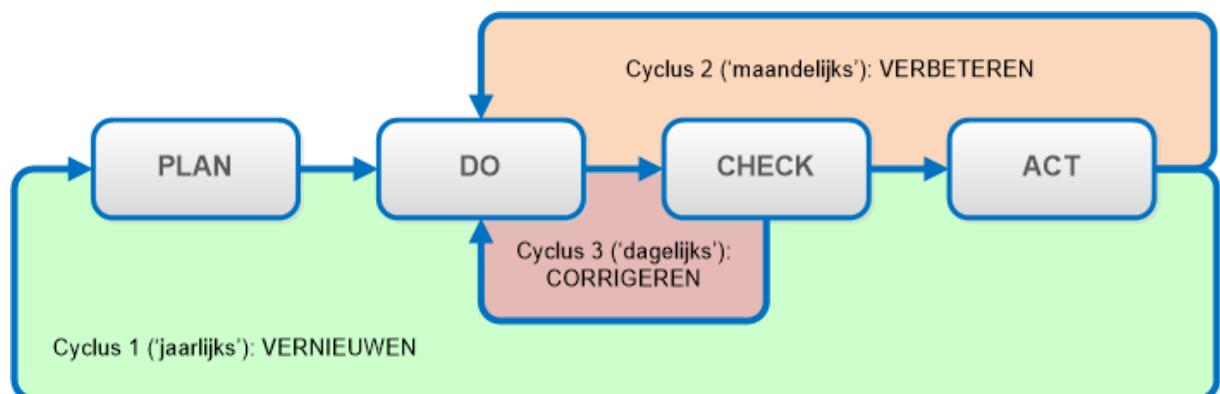 Cyclus 2 (‘maandelijks’): VERBETEREN
PLAN
DO
CHECK
ACT
Cyclus 3 (‘dagelijks’):
CORRIGEREN
Cyclus 1 (‘jaarlijks’): VERNIEUWEN